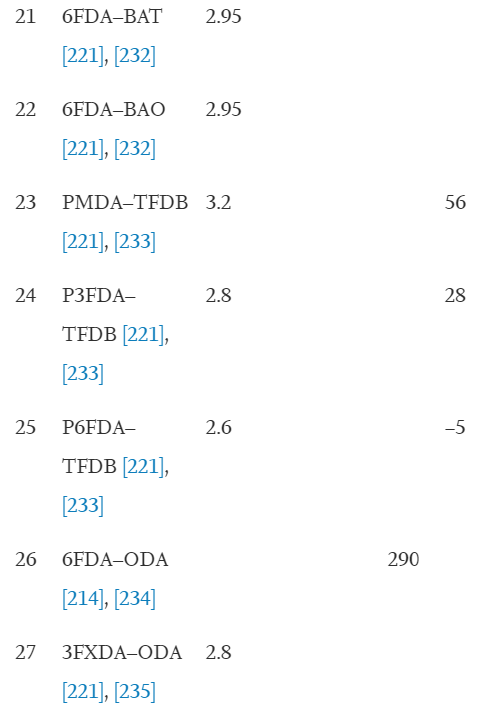 21 6FDA–BAT 2.95
[221], [232]
22 6FDA–BAO 2.95
[221], [232]
23 PMDA–TFDB 3.2 56
[221], [233]
24 P3FDA– 2.8 28
TFDB [221],
[233]
25 P6FDA– 2.6 –5
TFDB [221],
[233]
26 6FDA–ODA 290
[214], [234]
27 3FXDA–ODA 2.8
[221], [235]